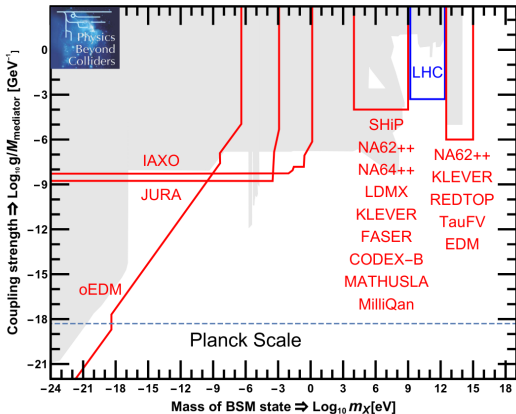 Physics
Beyond
Colliders
Coupling strength ⇒ Log₁₀ g/M_mediator [GeV⁻¹]
0
−3
−6
−9
−12
−15
−18
−21
LHC
IAXO
JURA
oEDM
SHiP
NA62++
NA64++
LDMX
KLEVER
FASER
CODEX−B
MATHUSLA
MilliQan
NA62++
KLEVER
REDTOP
TauFV
EDM
Planck Scale
−24 −21 −18 −15 −12 −9 −6 −3 0 3 6 9 12 15 18
Mass of BSM state ⇒ Log₁₀ m_X[eV]